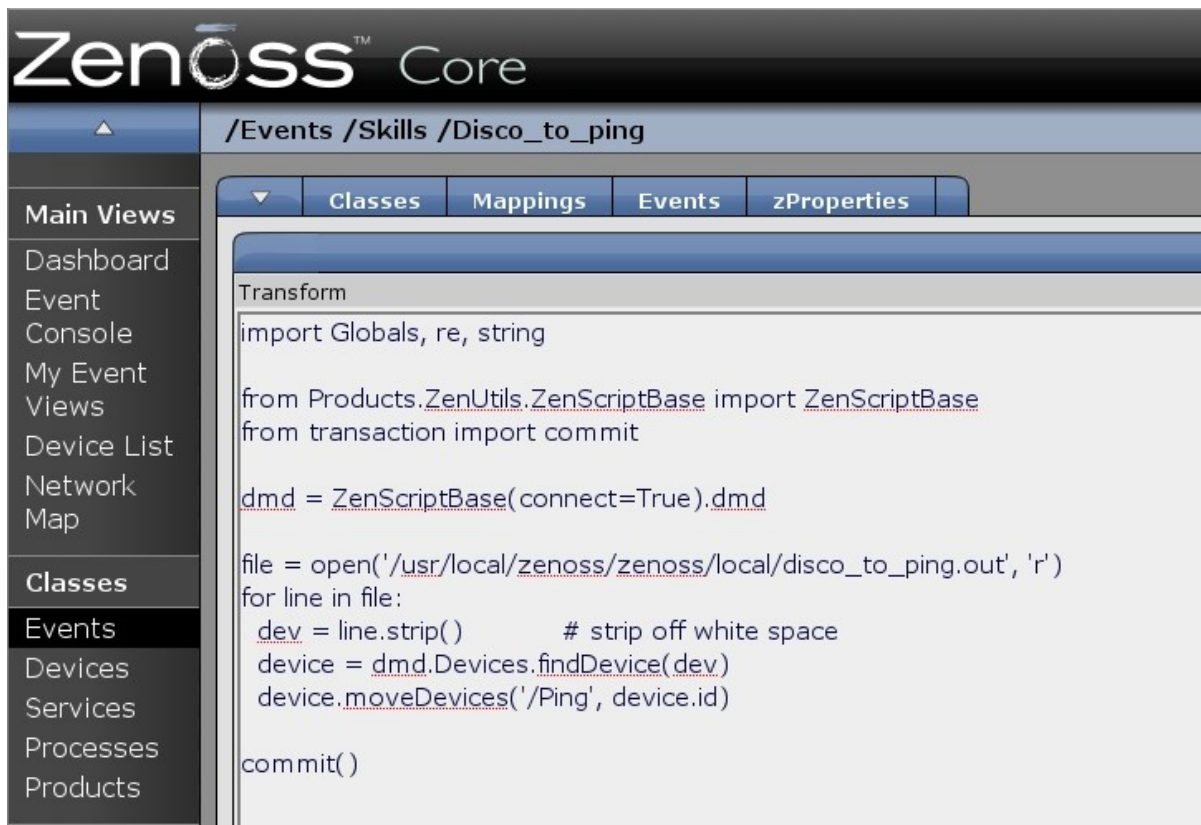 Zenoss™ Core
/Events /Skills /Disco_to_ping
Main Views
Dashboard
Event
Console
My Event
Views
Device List
Network
Map
Classes
Events
Devices
Services
Processes
Products
Classes
Mappings
Events
zProperties
Transform
import Globals, re, string
from Products.ZenUtils.ZenScriptBase import ZenScriptBase
from transaction import commit
dmd = ZenScriptBase(connect=True).dmd
file = open('/usr/local/zenoss/zenoss/local/disco_to_ping.out', 'r')
for line in file:
  dev = line.strip()          # strip off white space
  device = dmd.Devices.findDevice(dev)
  device.moveDevices('/Ping', device.id)
commit()